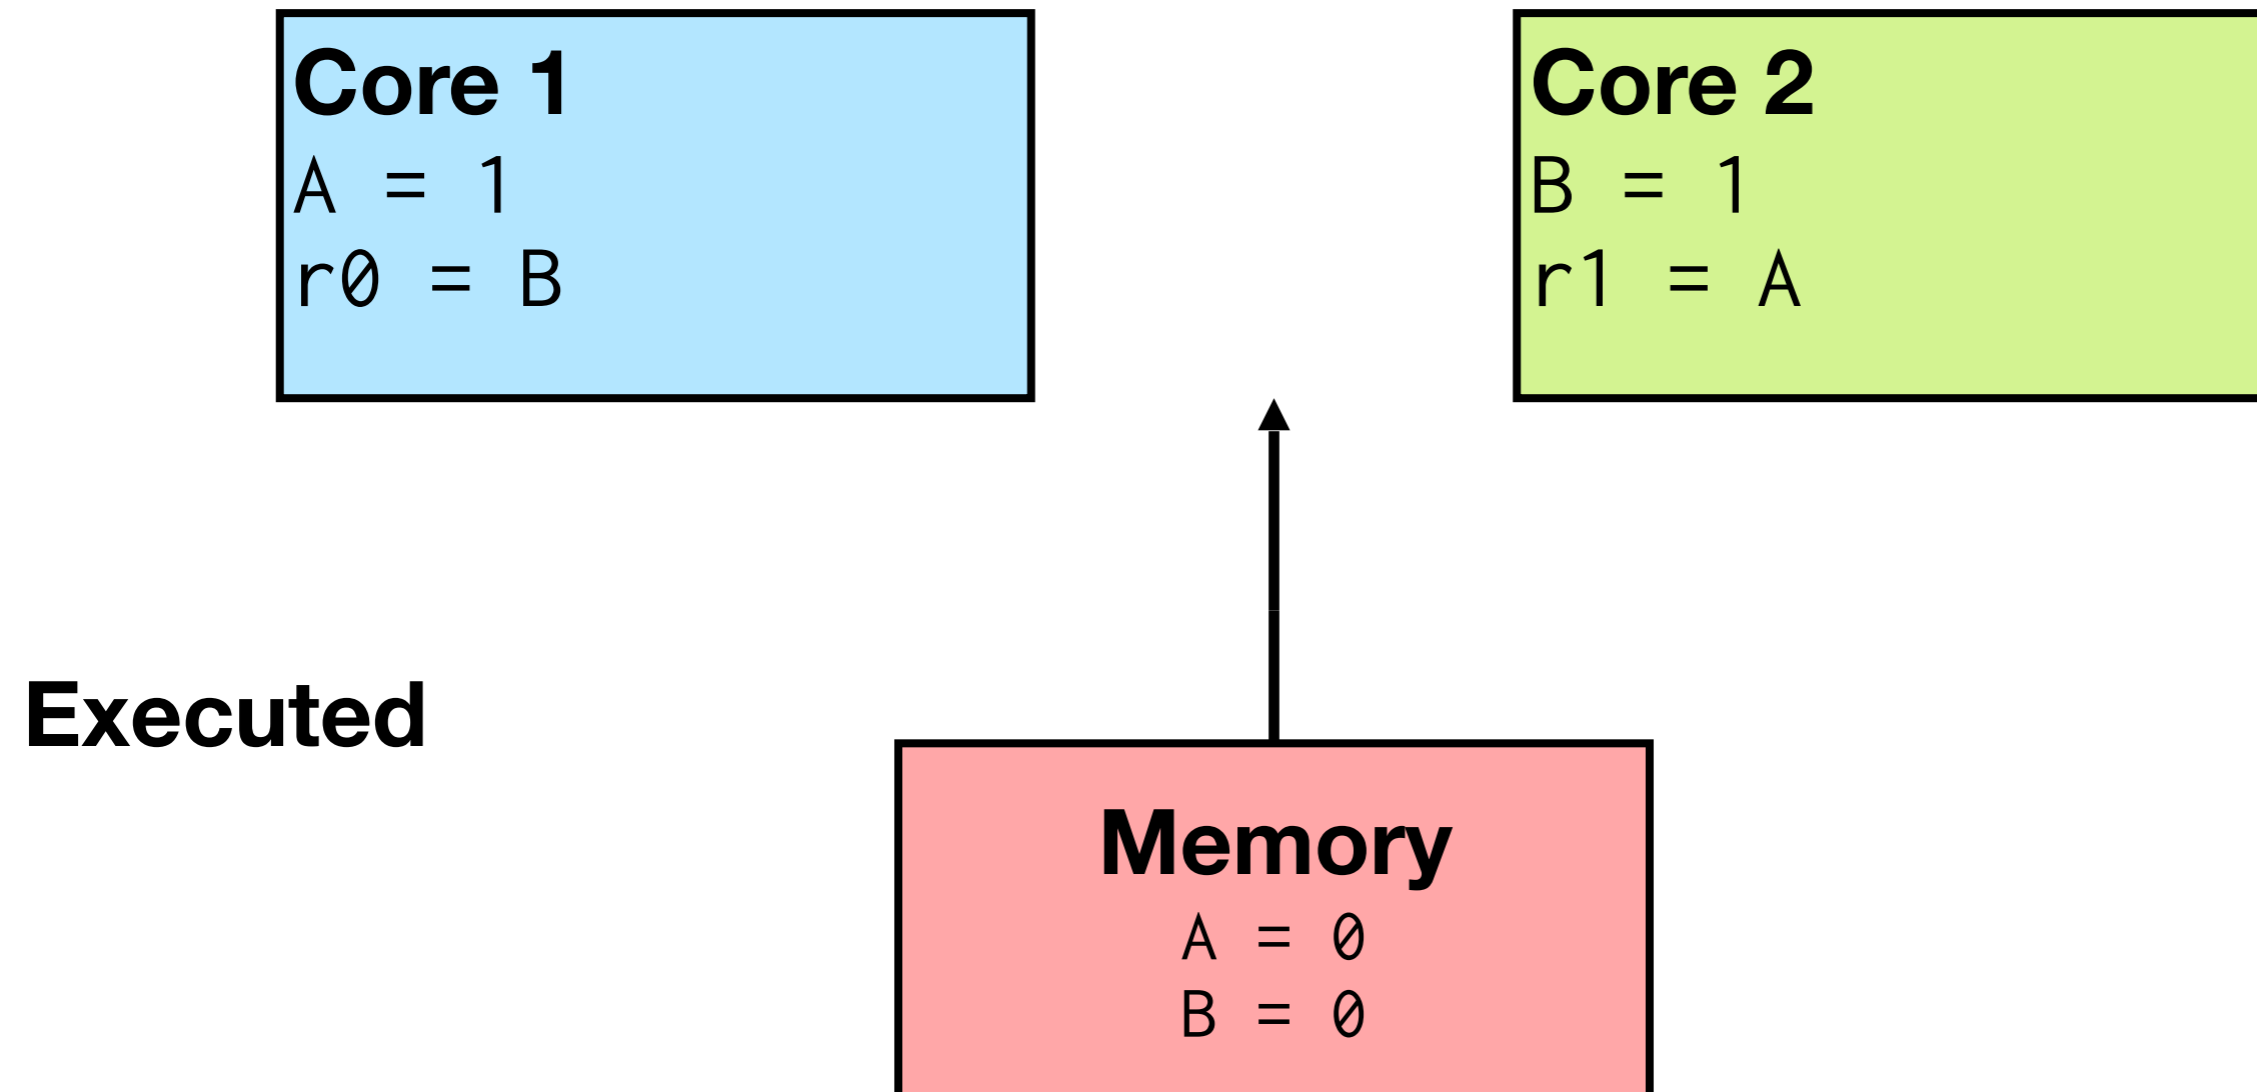 Core 1
A = 1
r0 = B
Core 2
B = 1
r1 = A
Executed
Memory
A = 0
B = 0